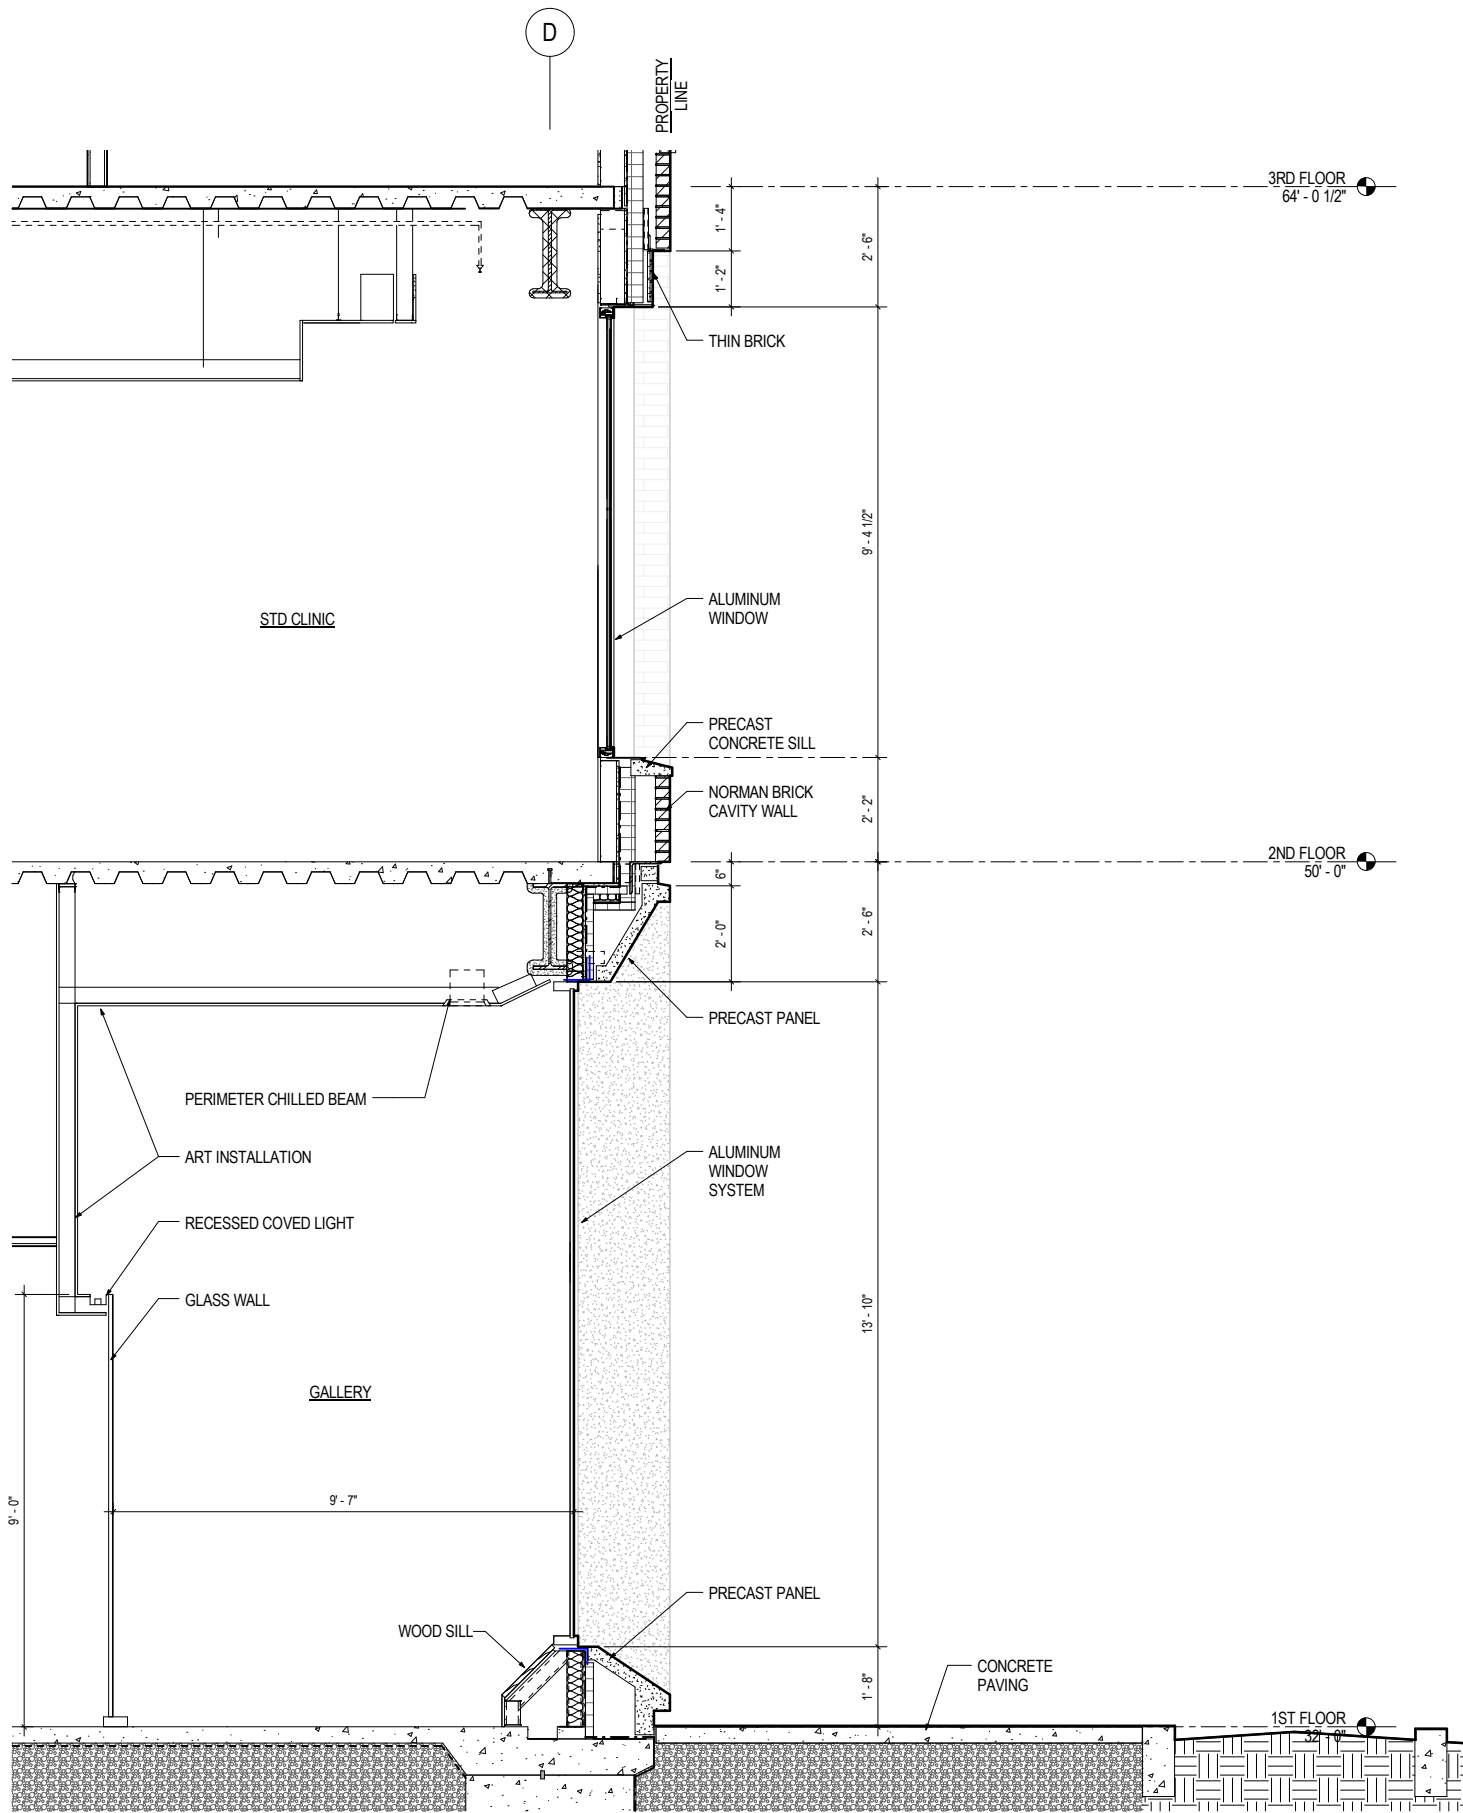 D
PROPERTY
LINE
3RD FLOOR
64' - 0 1/2"
1' - 4"
2' - 6"
1' - 2"
THIN BRICK
9' - 4 1/2"
ALUMINUM
WINDOW
STD CLINIC
PRECAST
CONCRETE SILL
NORMAN BRICK
CAVITY WALL
2' - 2"
2ND FLOOR
50' - 0"
6"
2' - 6"
2' - 0"
PRECAST PANEL
PERIMETER CHILLED BEAM
ART INSTALLATION
ALUMINUM
WINDOW
SYSTEM
RECESSED COVED LIGHT
GLASS WALL
13' - 10"
GALLERY
9' - 7"
9' - 0"
PRECAST PANEL
WOOD SILL
CONCRETE
PAVING
1' - 8"
1ST FLOOR
32' - 0"